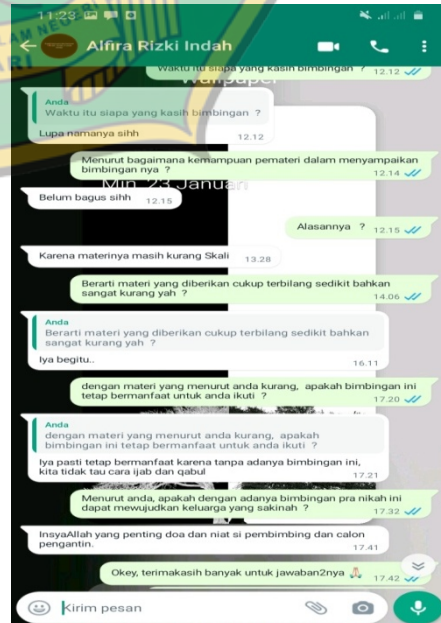 11:23
Alfira Rizki Indah
Waktu itu siapa yang kasih bimbingan ?
12.12
Anda
Waktu itu siapa yang kasih bimbingan ?
Lupa namanya sihh
12.12
Menurut bagaimana kemampuan pemateri dalam menyampaikan
bimbingan nya ?
12.14
Min, 23 Januari
Belum bagus sihh
12.15
Alasannya ?
12.15
Karena materinya masih kurang Skali
13.28
Berarti materi yang diberikan cukup terbilang sedikit bahkan
sangat kurang yah ?
14.06
Anda
Berarti materi yang diberikan cukup terbilang sedikit bahkan
sangat kurang yah ?
Iya begitu..
16.11
dengan materi yang menurut anda kurang, apakah bimbingan ini
tetap bermanfaat untuk anda ikuti ?
17.20
Anda
dengan materi yang menurut anda kurang, apakah
bimbingan ini tetap bermanfaat untuk anda ikuti ?
Iya pasti tetap bermanfaat karena tanpa adanya bimbingan ini,
kita tidak tau cara ijab dan qabul
17.21
Menurut anda, apakah dengan adanya bimbingan pra nikah ini
dapat mewujudkan keluarga yang sakinah ?
17.32
InsyaAllah yang penting doa dan niat si pembimbing dan calon
pengantin.
17.41
Okey, terimakasih banyak untuk jawaban2nya 🙏
17.42
Kirim pesan